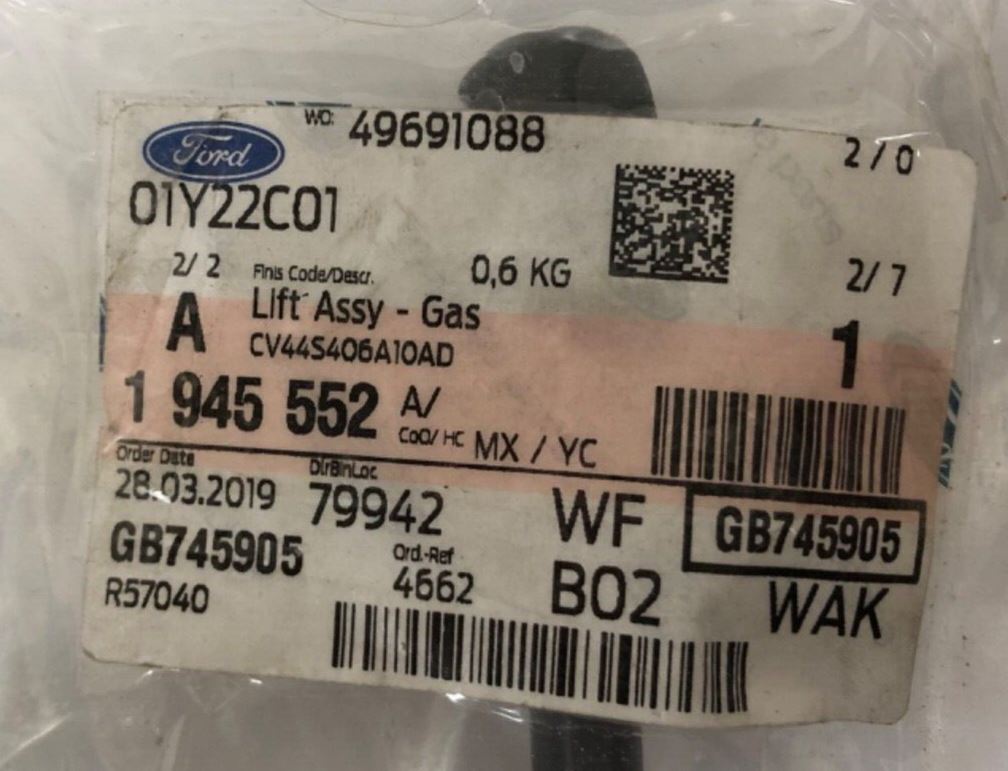 Ford
WO: 49691088
2 / 0
01Y22C01
2/ 2 Finis Code/Descr. 0,6 KG
2/ 7
A Lift Assy - Gas
1
CV44S406A10AD
1 945 552 A/
CoO/ HC MX / YC
Order Date DlrBinLoc
28.03.2019 79942 WF GB745905
GB745905 Ord.-Ref
R57040 4662 B02 WAK